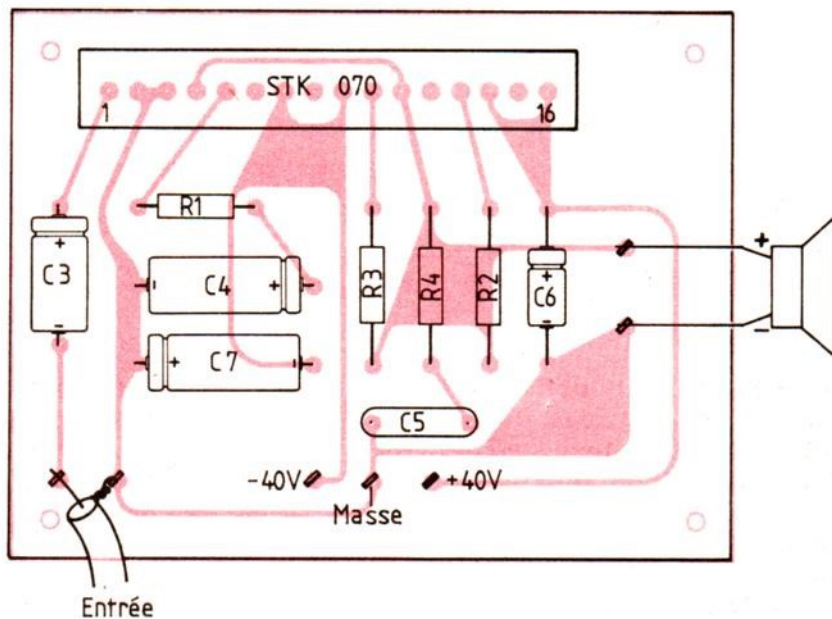 STK 070
1
16
R1
C3
+
-
-
C4
+
+
C7
-
R3
R4
R2
+
C6
-
+
-
C5
-40V
+40V
Masse
Entrée